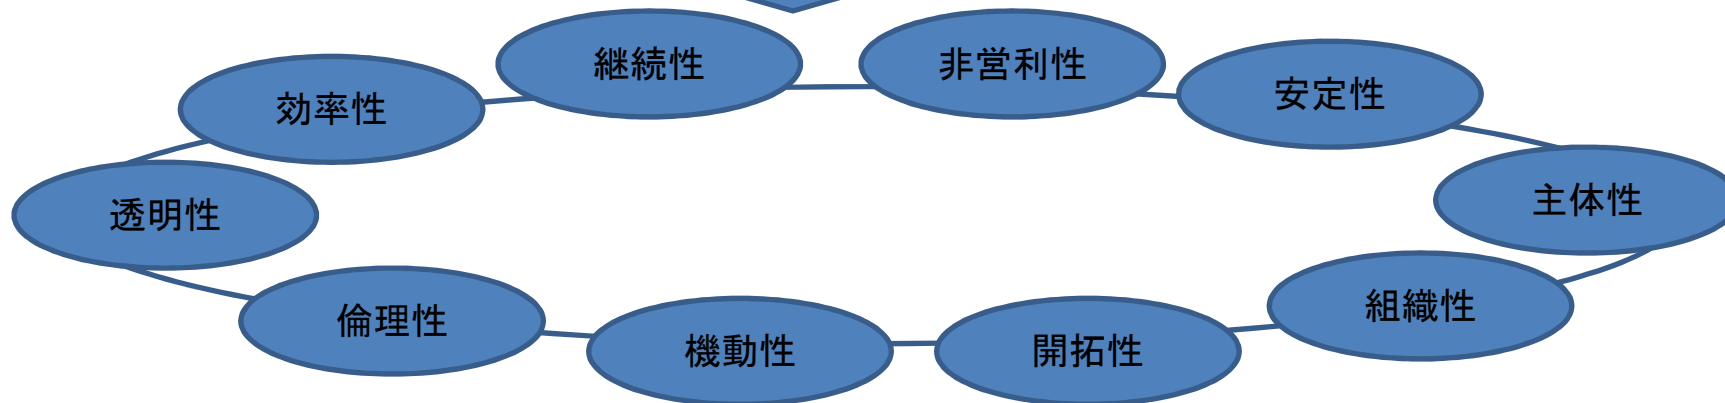 継続性
非営利性
安定性
効率性
主体性
透明性
組織性
倫理性
機動性
開拓性